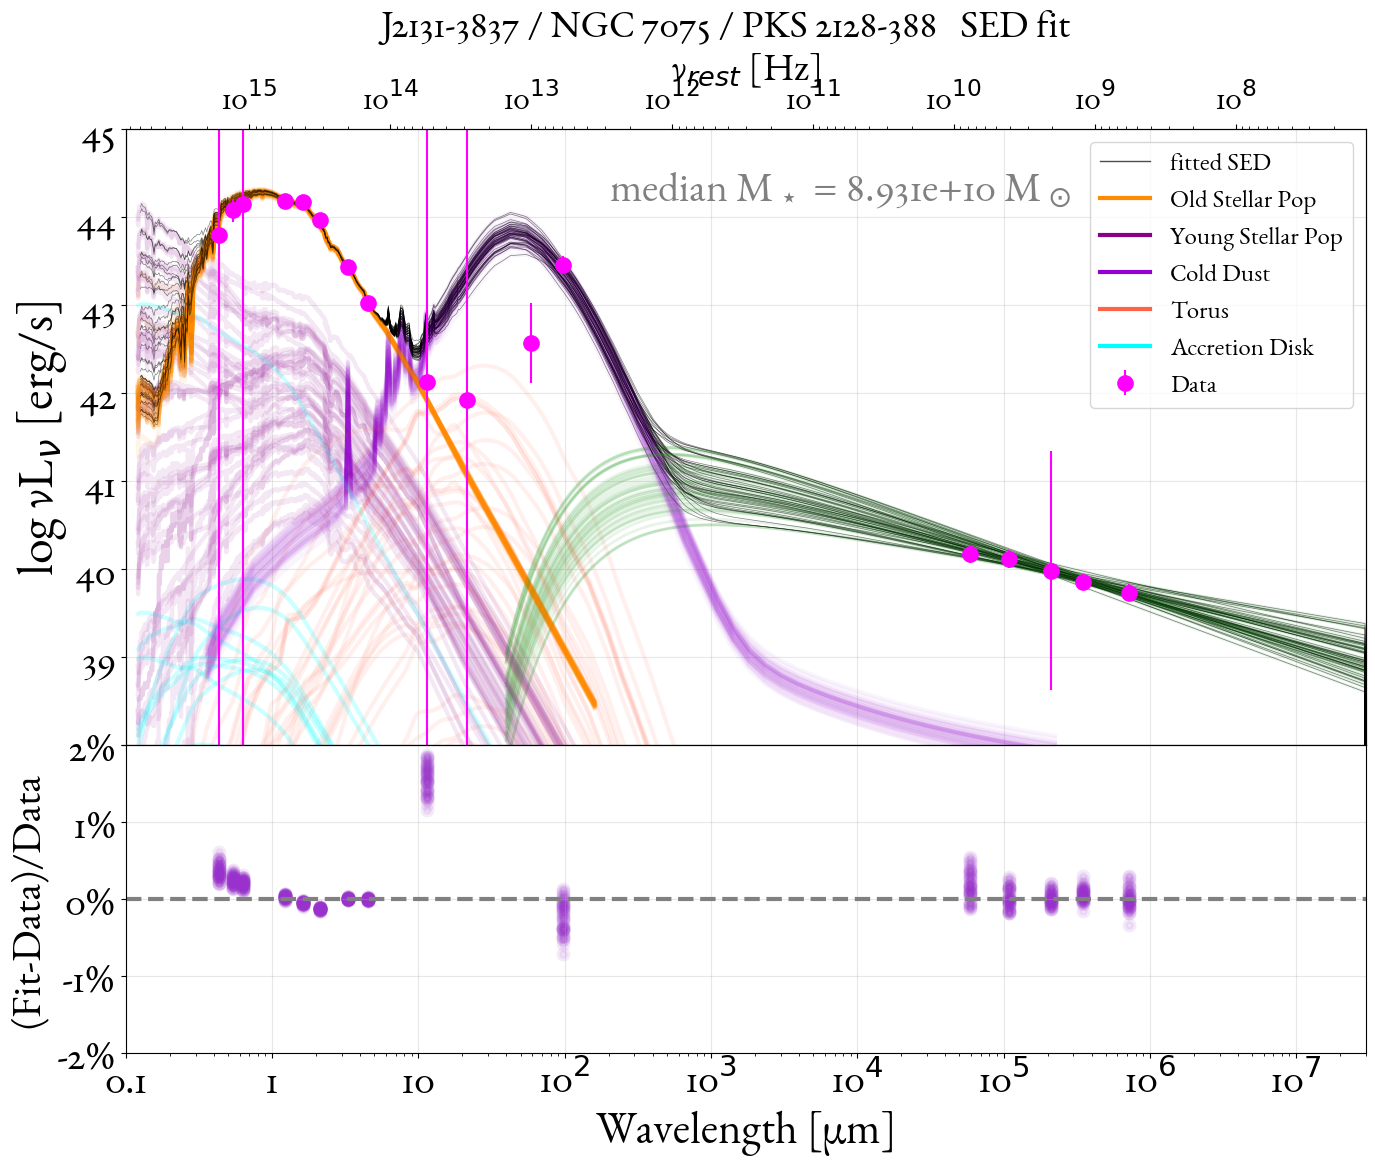 J2131-3837 / NGC 7075 / PKS 2128-388 SED fit
ν_rest [Hz]
10^15 10^14 10^13 10^12 10^11 10^10 10^9 10^8
45
44
43
42
41
40
39
log νL_ν [erg/s]
median M⋆ = 8.931e+10 M⊙
fitted SED
Old Stellar Pop
Young Stellar Pop
Cold Dust
Torus
Accretion Disk
Data
2%
1%
0%
-1%
-2%
(Fit-Data)/Data
0.1 1 10 10^2 10^3 10^4 10^5 10^6 10^7
Wavelength [μm]